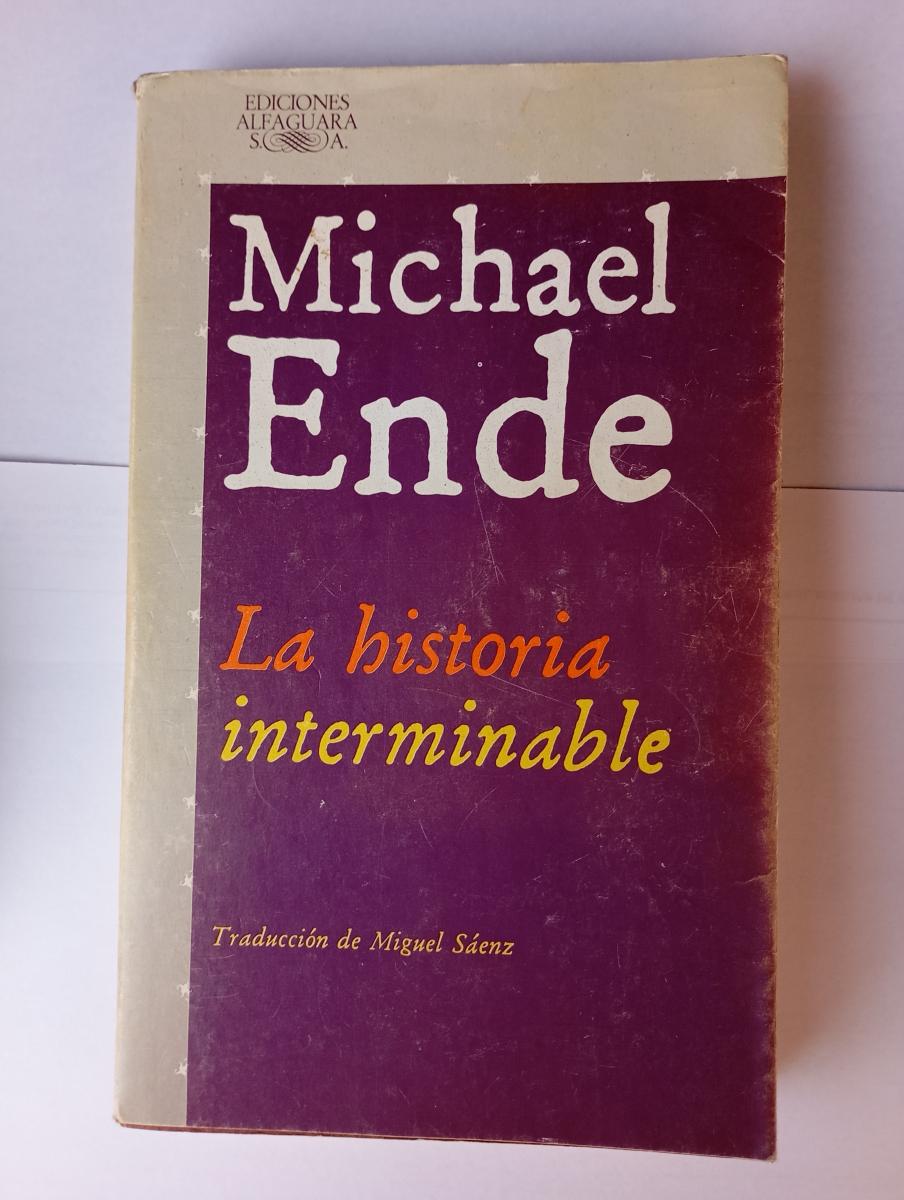 EDICIONES
ALFAGUARA
S. A.
Michael
Ende
La historia
interminable
Traducción de Miguel Sáenz